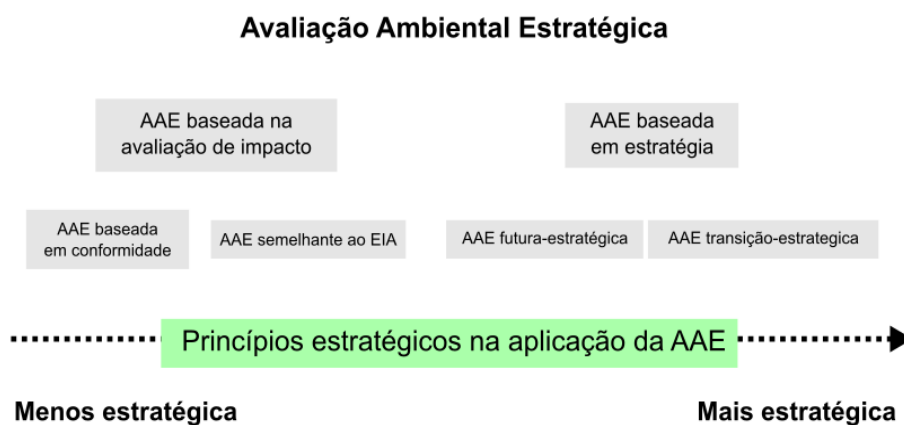 Avaliação Ambiental Estratégica
AAE baseada na
avaliação de impacto
AAE baseada
em estratégia
AAE baseada
em conformidade
AAE semelhante ao EIA
AAE futura-estratégica
AAE transição-estrategica
Princípios estratégicos na aplicação da AAE
Menos estratégica
Mais estratégica